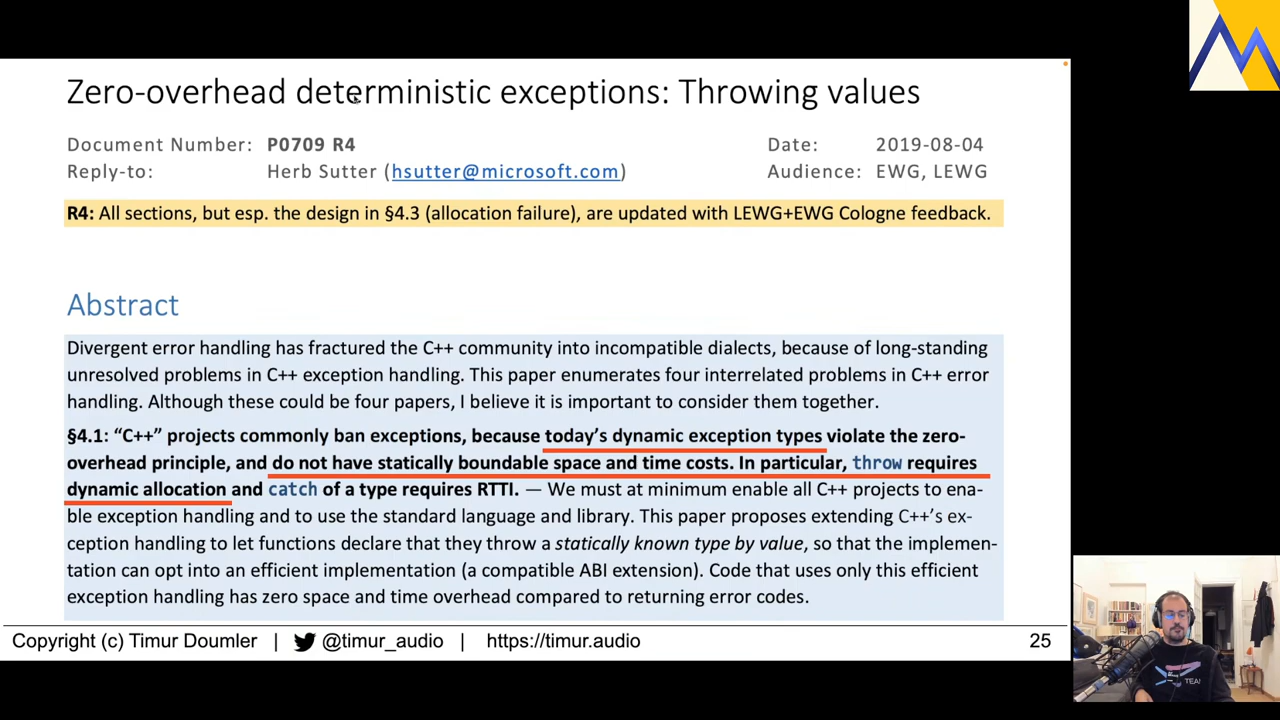 Zero-overhead deterministic exceptions: Throwing values
Document Number: P0709 R4 Date: 2019-08-04
Reply-to: Herb Sutter (hsutter@microsoft.com) Audience: EWG, LEWG
R4: All sections, but esp. the design in §4.3 (allocation failure), are updated with LEWG+EWG Cologne feedback.
Abstract
Divergent error handling has fractured the C++ community into incompatible dialects, because of long-standing
unresolved problems in C++ exception handling. This paper enumerates four interrelated problems in C++ error
handling. Although these could be four papers, I believe it is important to consider them together.
§4.1: “C++” projects commonly ban exceptions, because today’s dynamic exception types violate the zero-
overhead principle, and do not have statically boundable space and time costs. In particular, throw requires
dynamic allocation and catch of a type requires RTTI. — We must at minimum enable all C++ projects to ena-
ble exception handling and to use the standard language and library. This paper proposes extending C++’s ex-
ception handling to let functions declare that they throw a statically known type by value, so that the implemen-
tation can opt into an efficient implementation (a compatible ABI extension). Code that uses only this efficient
exception handling has zero space and time overhead compared to returning error codes.
Copyright (c) Timur Doumler | @timur_audio | https://timur.audio 25